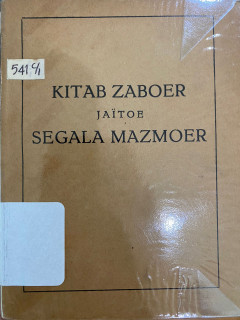 541 C/1
KITAB ZABOER
JAÏTOE
SEGALA MAZMOER